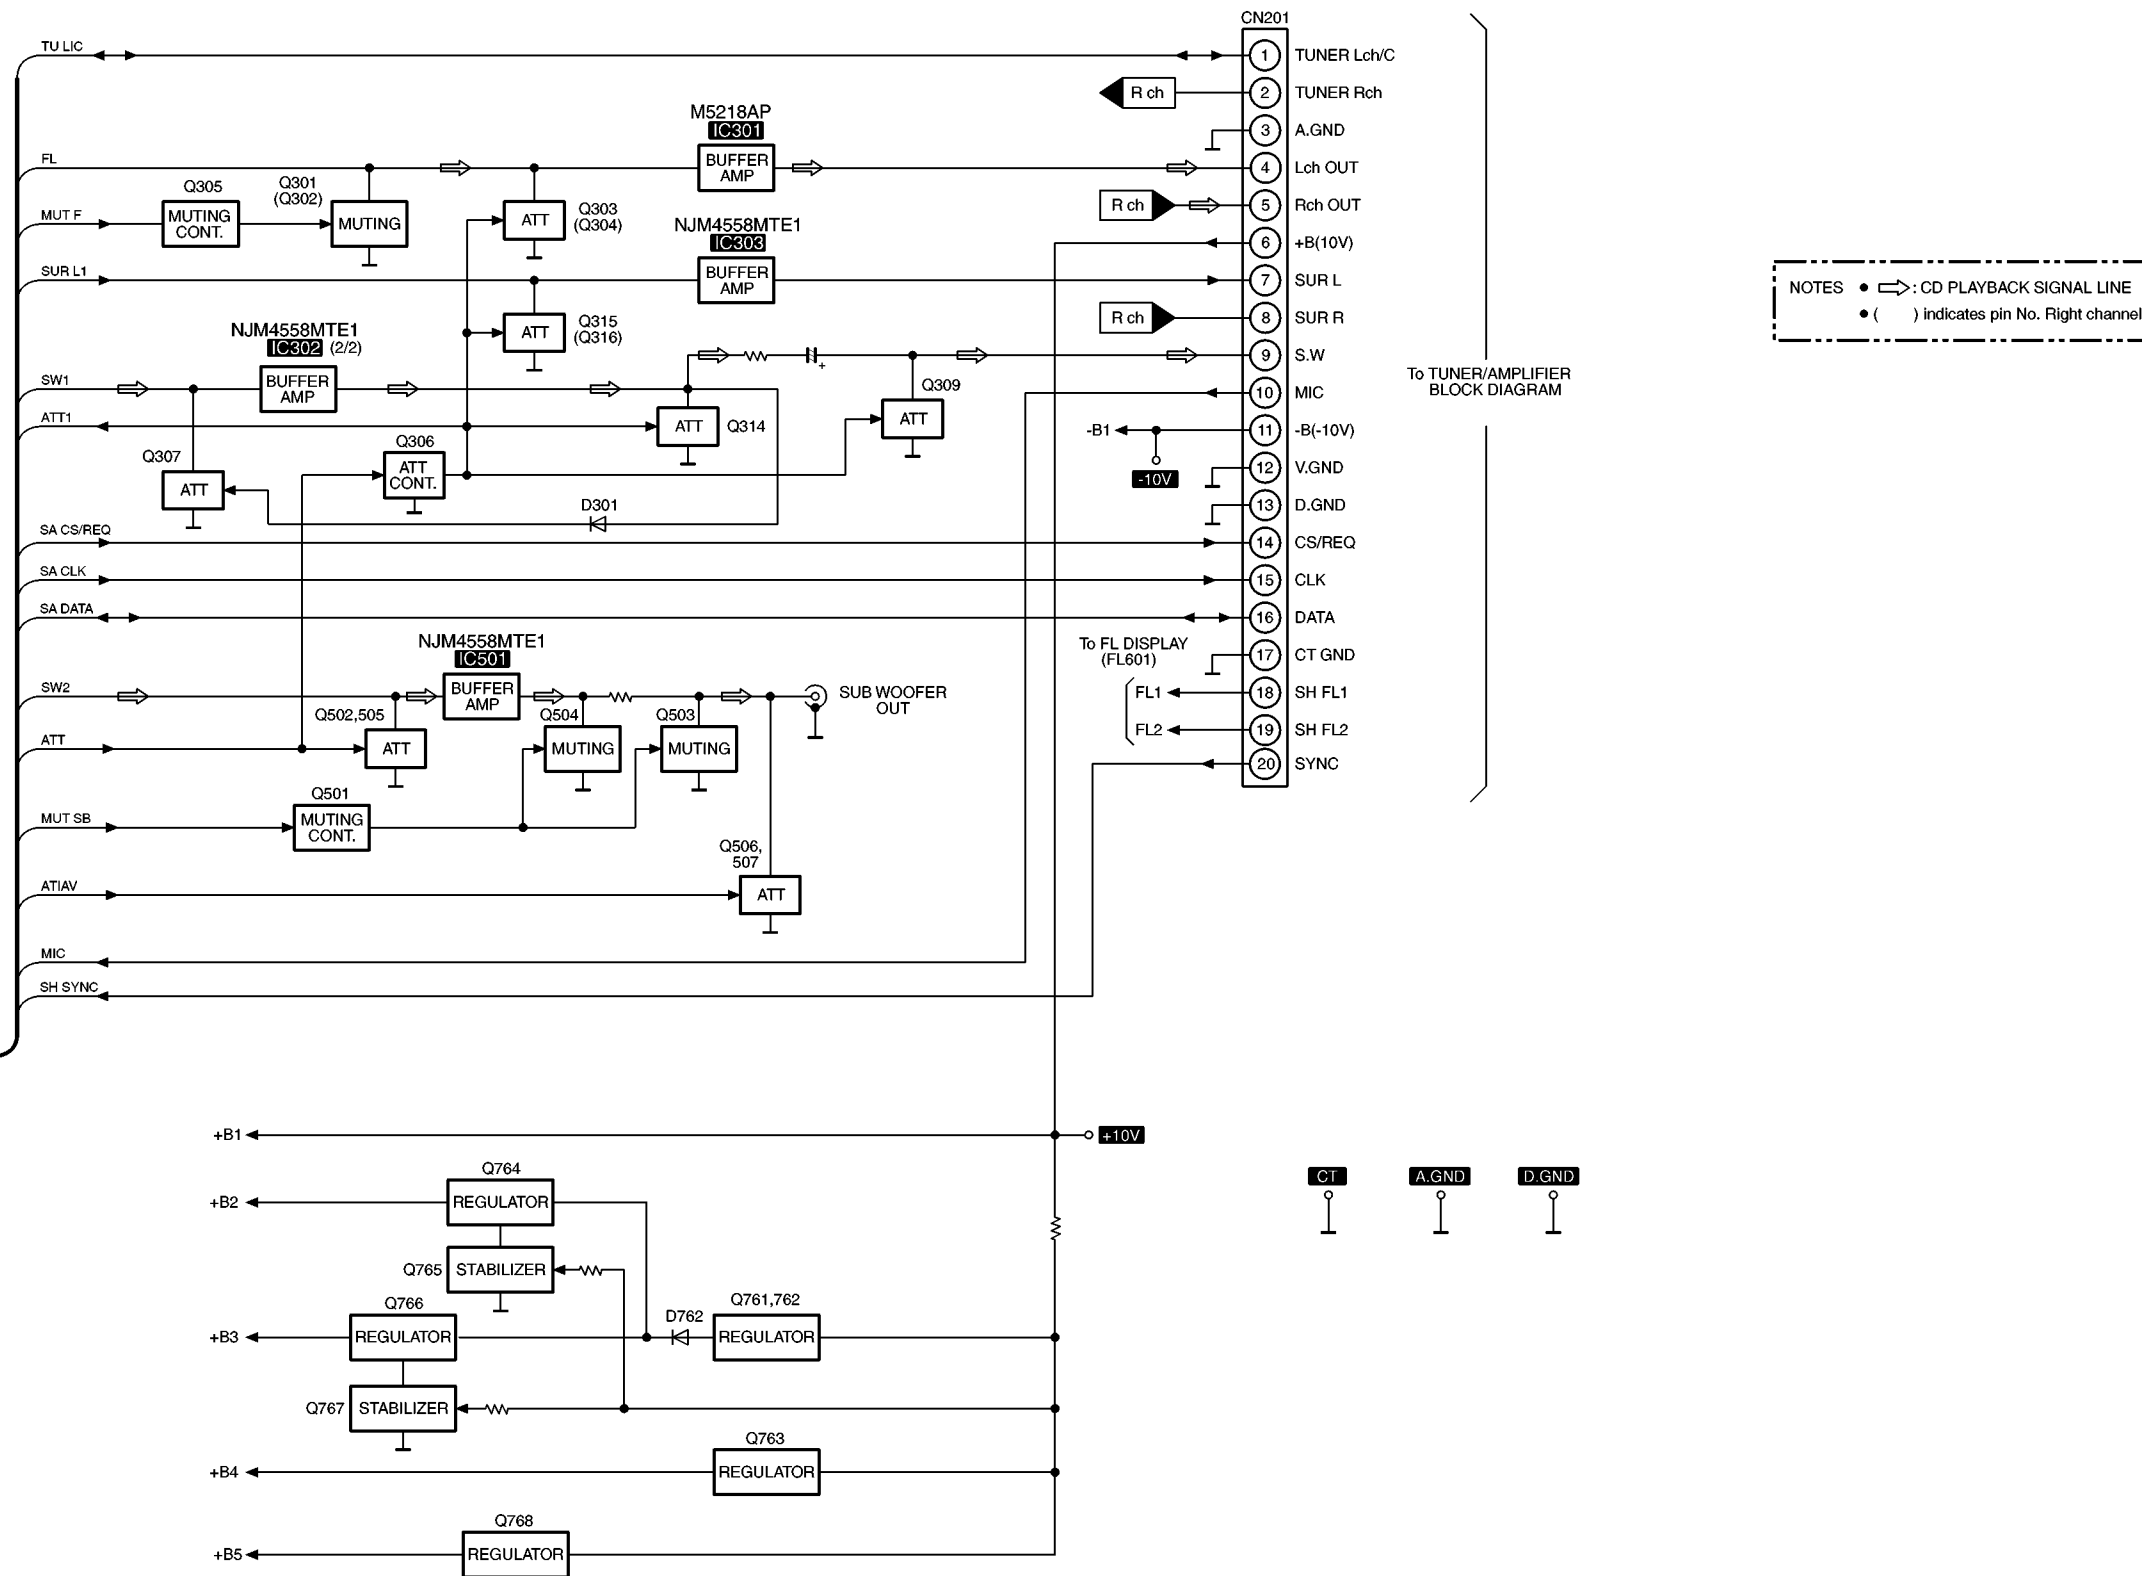 CN201
TU LIC
1 TUNER Lch/C
R ch
2 TUNER Rch
M5218AP
IC301
3 A.GND
FL
BUFFER
AMP
4 Lch OUT
Q305
Q301
(Q302)
MUT F
MUTING
CONT.
MUTING
ATT
Q303
(Q304)
R ch
5 Rch OUT
NJM4558MTE1
IC303
6 +B(10V)
SUR L1
BUFFER
AMP
7 SUR L
NOTES
: CD PLAYBACK SIGNAL LINE
( ) indicates pin No. Right channel
ATT
Q315
(Q316)
R ch
8 SUR R
NJM4558MTE1
IC302 (2/2)
+
9 S.W
SW1
BUFFER
AMP
Q309
10 MIC
To TUNER/AMPLIFIER
BLOCK DIAGRAM
ATT1
ATT
Q314
ATT
-B1
11 -B(-10V)
-10V
Q306
ATT
CONT.
Q307
ATT
12 V.GND
D301
13 D.GND
SA CS/REQ
14 CS/REQ
SA CLK
15 CLK
SA DATA
16 DATA
To FL DISPLAY
(FL601)
17 CT GND
NJM4558MTE1
IC501
SW2
BUFFER
AMP
SUB WOOFER
OUT
FL1
18 SH FL1
Q502,505
Q504
Q503
FL2
19 SH FL2
ATT
ATT
MUTING
MUTING
20 SYNC
Q501
MUT SB
MUTING
CONT.
Q506,
507
ATIAV
ATT
MIC
SH SYNC
+B1
+10V
CT
A.GND
D.GND
Q764
+B2
REGULATOR
Q765
STABILIZER
Q766
D762
Q761,762
+B3
REGULATOR
REGULATOR
Q767
STABILIZER
Q763
+B4
REGULATOR
Q768
+B5
REGULATOR